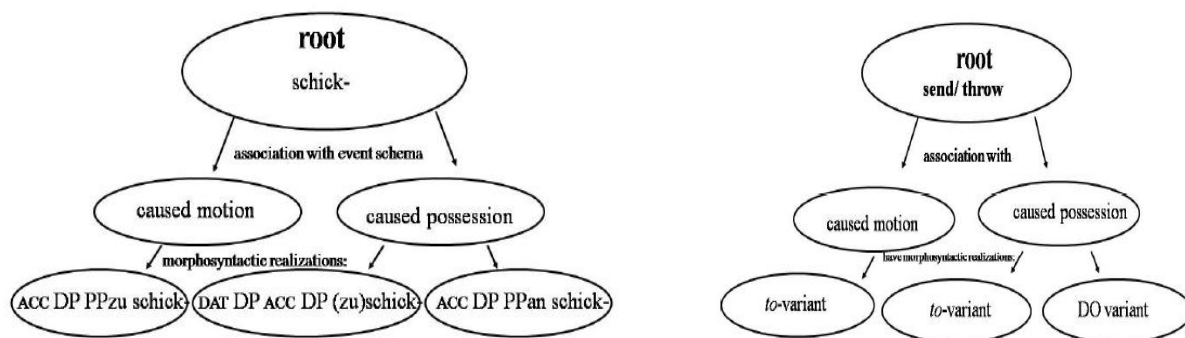 root
schick-
association with event schema
caused motion
caused possession
morphosyntactic realizations:
ACC DP PPzu schick-
DAT DP ACC DP (zu)schick-
ACC DP PPan schick-
root
send/ throw
association with
caused motion
caused possession
have morphosyntactic realizations:
to-variant
to-variant
DO variant